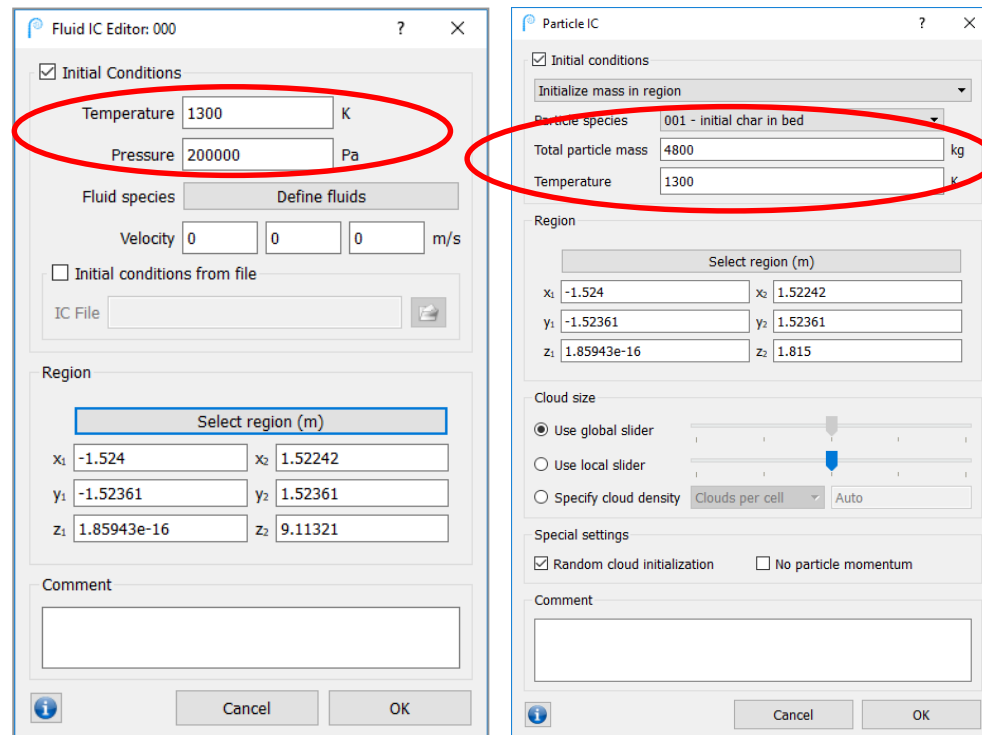 Fluid IC Editor: 000 ? ×
Initial Conditions
Temperature 1300 K
Pressure 200000 Pa
Fluid species Define fluids
Velocity 0 0 0 m/s
Initial conditions from file
IC File
Region
Select region (m)
x₁ -1.524 x₂ 1.52242
y₁ -1.52361 y₂ 1.52361
z₁ 1.85943e-16 z₂ 9.11321
Comment
Cancel OK
Particle IC ? ×
Initial conditions
Initialize mass in region
Particle species 001 - initial char in bed
Total particle mass 4800 kg
Temperature 1300 K
Region
Select region (m)
x₁ -1.524 x₂ 1.52242
y₁ -1.52361 y₂ 1.52361
z₁ 1.85943e-16 z₂ 1.815
Cloud size
Use global slider
Use local slider
Specify cloud density Clouds per cell Auto
Special settings
Random cloud initialization No particle momentum
Comment
Cancel OK